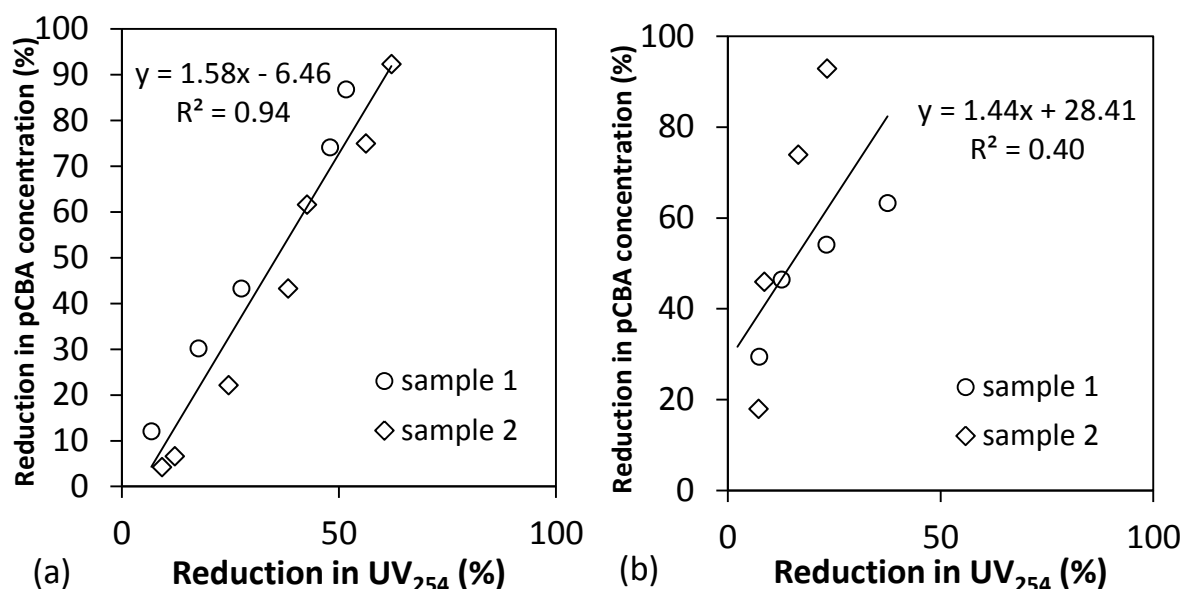 Reduction in pCBA concentration (%)
100
90
80
70
60
50
40
30
20
10
0
y = 1.58x - 6.46
R² = 0.94
sample 1
sample 2
0
50
100
(a)
Reduction in UV₂₅₄ (%)
Reduction in pCBA concentration (%)
100
80
60
40
20
0
y = 1.44x + 28.41
R² = 0.40
sample 1
sample 2
0
50
100
(b)
Reduction in UV₂₅₄ (%)